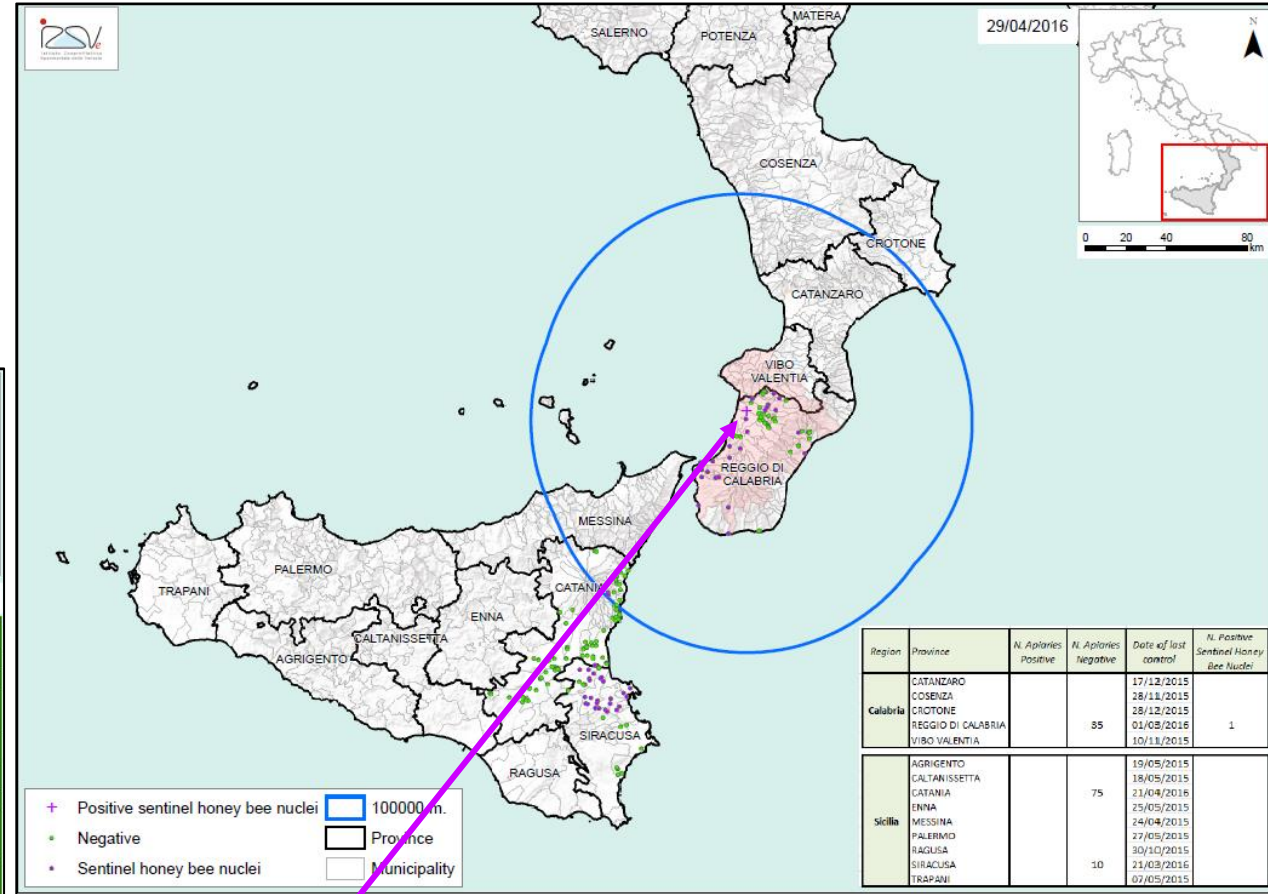 IZSVe
29/04/2016
N
MATERA
SALERNO
POTENZA
COSENZA
0 20 40 80
km
CROTONE
CATANZARO
VIBO
VALENTIA
REGGIO DI
CALABRIA
MESSINA
PALERMO
TRAPANI
CATANIA
ENNA
CALTANISSETTA
AGRIGENTO
SIRACUSA
RAGUSA
+ Positive sentinel honey bee nuclei
Negative
Sentinel honey bee nuclei
100000 m.
Province
Municipality
Region Province N. Apiaries Positive N. Apiaries Negative Date of last control N. Positive Sentinel Honey Bee Nuclei
Calabria
CATANZARO 17/12/2015
COSENZA 28/11/2015
CROTONE 28/12/2015
REGGIO DI CALABRIA 35 01/03/2016 1
VIBO VALENTIA 10/11/2015
Sicilia
AGRIGENTO 19/05/2015
CALTANISSETTA 18/05/2015
CATANIA 75 21/04/2016
ENNA 25/05/2015
MESSINA 24/04/2015
PALERMO 27/05/2015
RAGUSA 30/10/2015
SIRACUSA 10 21/03/2016
TRAPANI 07/05/2015